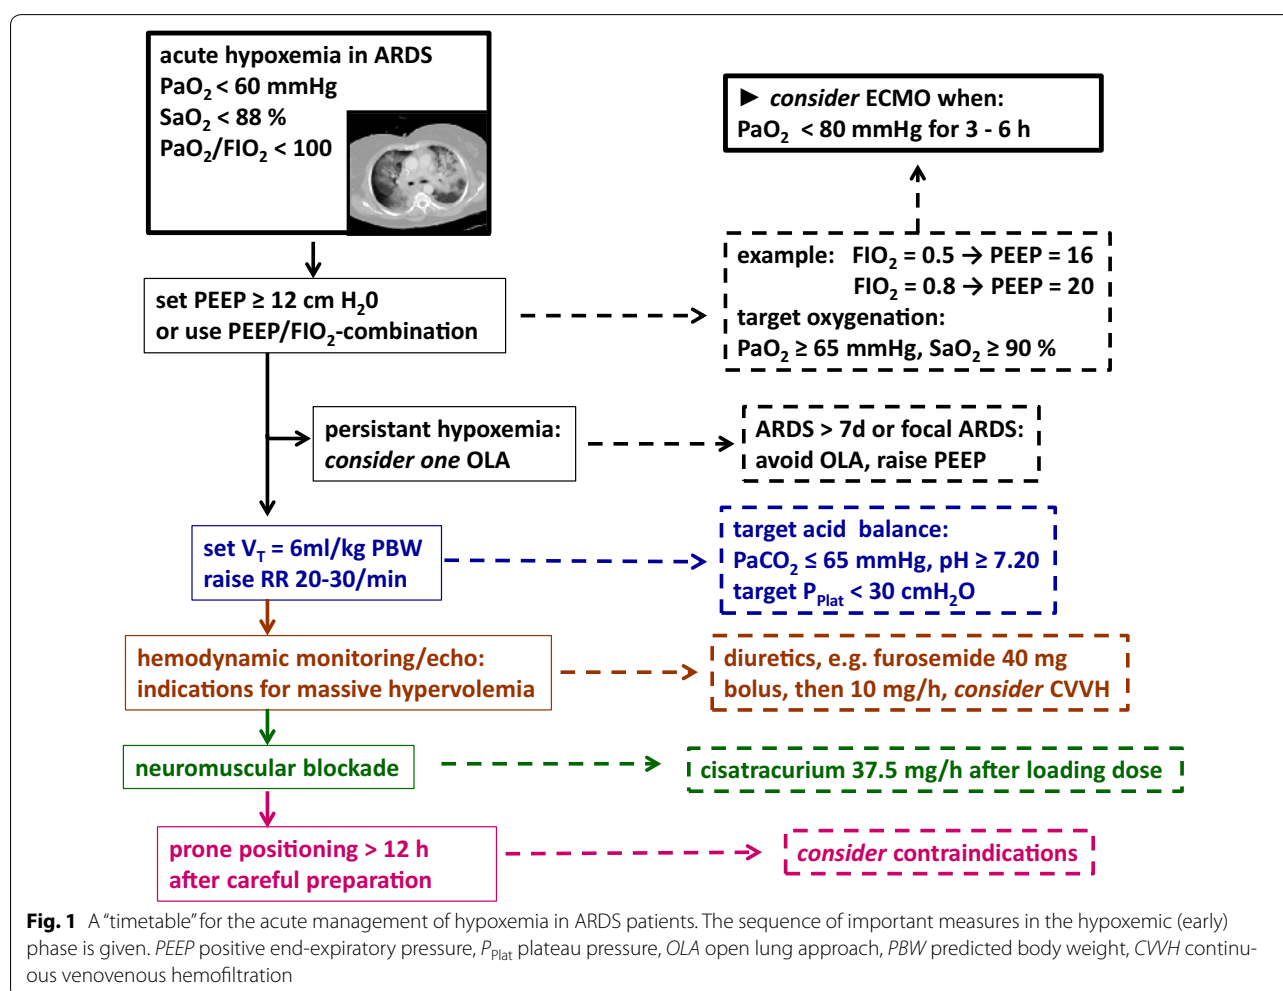 acute hypoxemia in ARDS
PaO₂ < 60 mmHg
SaO₂ < 88 %
PaO₂/FIO₂ < 100
► consider ECMO when:
PaO₂ < 80 mmHg for 3 - 6 h
set PEEP ≥ 12 cm H₂0
or use PEEP/FIO₂-combination
example: FIO₂ = 0.5 → PEEP = 16
FIO₂ = 0.8 → PEEP = 20
target oxygenation:
PaO₂ ≥ 65 mmHg, SaO₂ ≥ 90 %
persistant hypoxemia:
consider one OLA
ARDS > 7d or focal ARDS:
avoid OLA, raise PEEP
set V_T = 6ml/kg PBW
raise RR 20-30/min
target acid balance:
PaCO₂ ≤ 65 mmHg, pH ≥ 7.20
target P_Plat < 30 cmH₂O
hemodynamic monitoring/echo:
indications for massive hypervolemia
diuretics, e.g. furosemide 40 mg
bolus, then 10 mg/h, consider CVVH
neuromuscular blockade
cisatracurium 37.5 mg/h after loading dose
prone positioning > 12 h
after careful preparation
consider contraindications
Fig. 1 A “timetable” for the acute management of hypoxemia in ARDS patients. The sequence of important measures in the hypoxemic (early)
phase is given. PEEP positive end-expiratory pressure, P_Plat plateau pressure, OLA open lung approach, PBW predicted body weight, CVVH continu-
ous venovenous hemofiltration